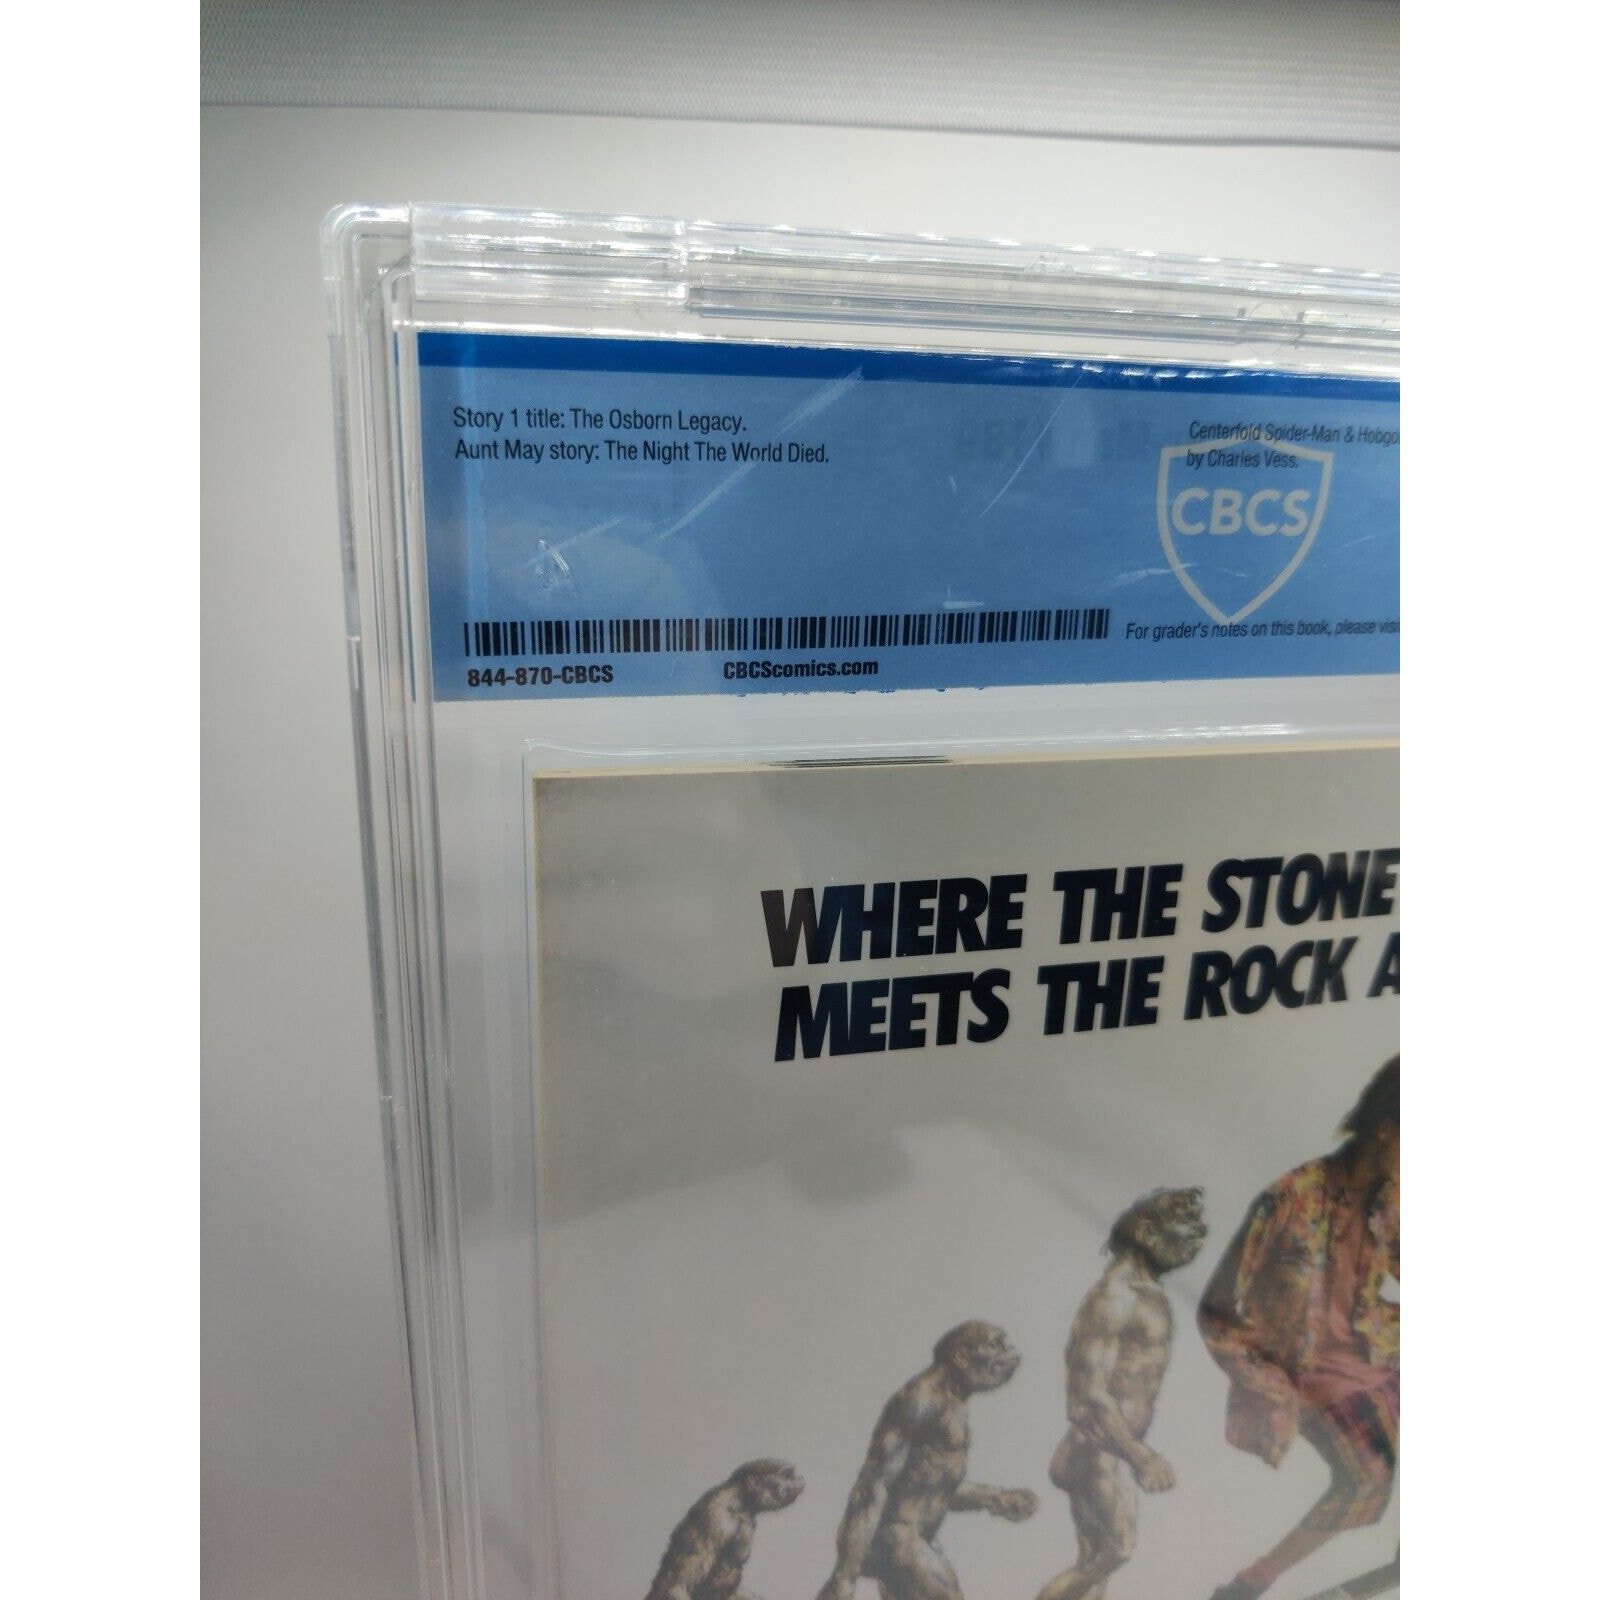 Story 1 title: The Osborn Legacy.
Aunt May story: The Night The World Died.
Centerfold Spider-Man &
by Charles Vess.
CBCS
For grader's notes on this book, please
844-870-CBCS
CBCScomics.com
WHERE THE STONE
MEETS THE ROCK